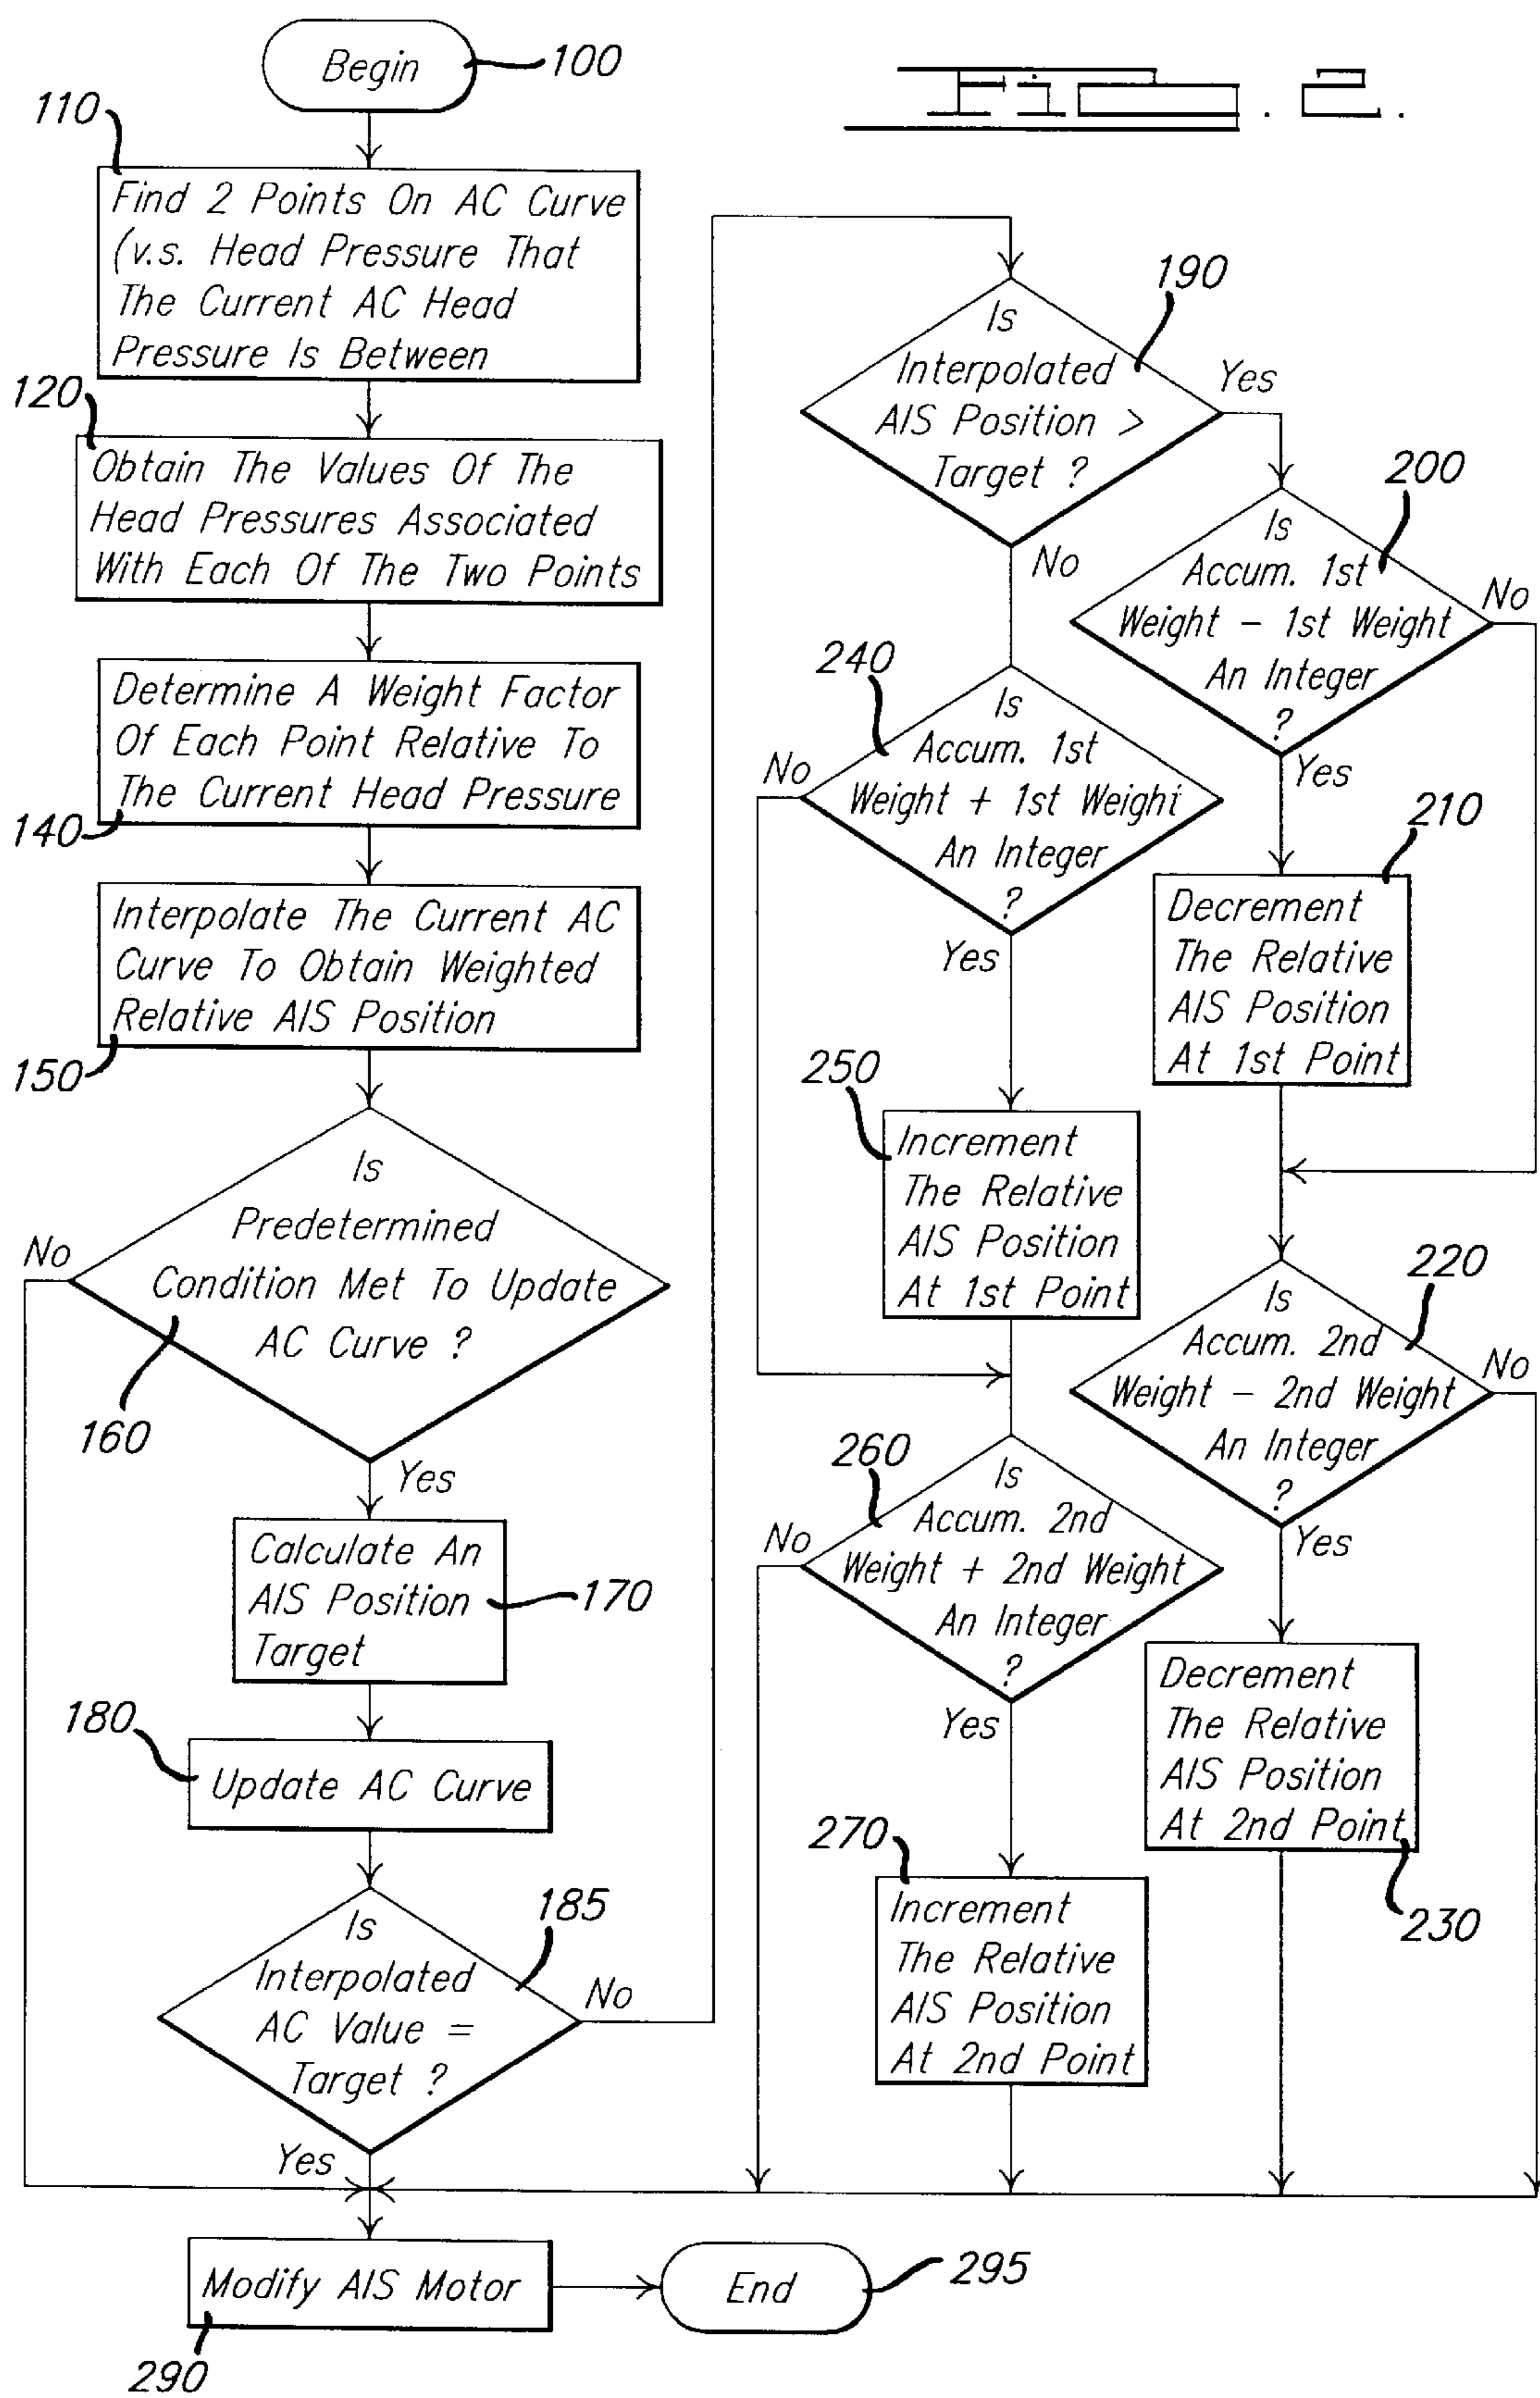 Begin
100
FIG. 2.
110
Find 2 Points On AC Curve
(v.s. Head Pressure That
The Current AC Head
Pressure Is Between
120
Obtain The Values Of The
Head Pressures Associated
With Each Of The Two Points
Determine A Weight Factor
Of Each Point Relative To
The Current Head Pressure
140
Interpolate The Current AC
Curve To Obtain Weighted
Relative AIS Position
150
Is
Predetermined
Condition Met To Update
AC Curve ?
No
160
Yes
Calculate An
AIS Position
Target
170
180
Update AC Curve
185
Is
Interpolated
AC Value =
Target ?
No
Yes
Modify AIS Motor
290
End
295
190
Is
Interpolated
AIS Position >
Target ?
Yes
No
200
Is
Accum. 1st
Weight - 1st Weight
An Integer
?
No
Yes
210
Decrement
The Relative
AIS Position
At 1st Point
220
Is
Accum. 2nd
Weight - 2nd Weight
An Integer
?
No
Yes
Decrement
The Relative
AIS Position
At 2nd Point
230
240
Is
Accum. 1st
Weight + 1st Weight
An Integer
?
No
Yes
250
Increment
The Relative
AIS Position
At 1st Point
260
Is
Accum. 2nd
Weight + 2nd Weight
An Integer
?
No
Yes
270
Increment
The Relative
AIS Position
At 2nd Point